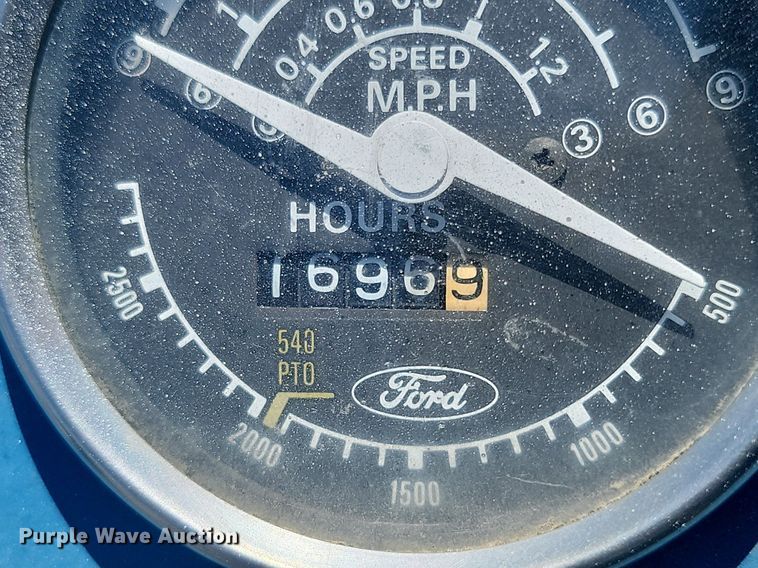 1
0.4 0.6 0.8 1 1.2
SPEED
M.P.H
9 6 3 6 9
HOURS
16969
540
PTO
Ford
2500 2000 1500 1000 500
Purple Wave Auction®